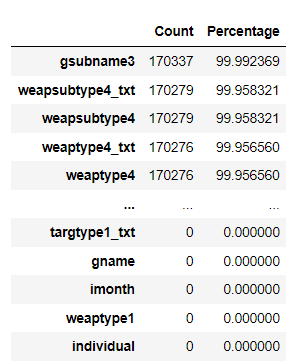 Count Percentage
gsubname3 170337 99.992369
weapsubtype4_txt 170279 99.958321
weapsubtype4 170279 99.958321
weaptype4_txt 170276 99.956560
weaptype4 170276 99.956560
... ... ...
targtype1_txt 0 0.000000
gname 0 0.000000
imonth 0 0.000000
weaptype1 0 0.000000
individual 0 0.000000